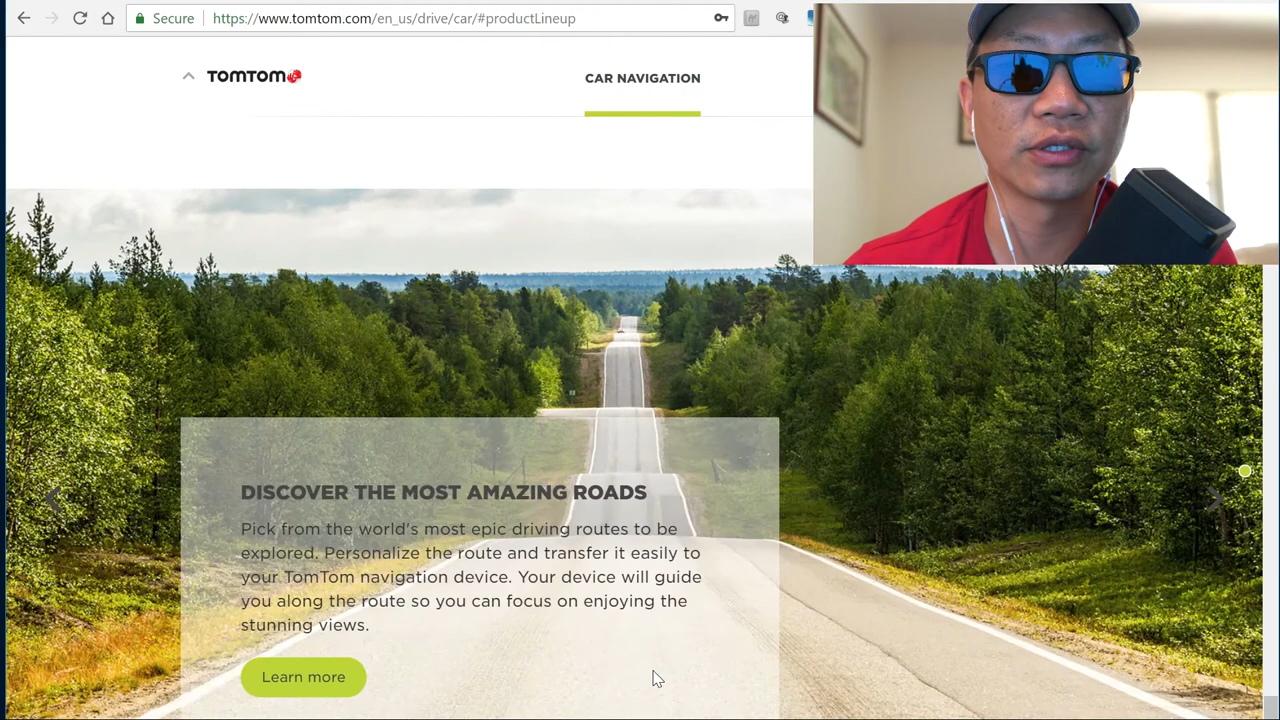 Secure
https://www.tomtom.com/en_us/drive/car/#productLineup
TOMTOM
CAR NAVIGATION
DISCOVER THE MOST AMAZING ROADS
Pick from the world's most epic driving routes to be
explored. Personalize the route and transfer it easily to
your TomTom navigation device. Your device will guide
you along the route so you can focus on enjoying the
stunning views.
Learn more